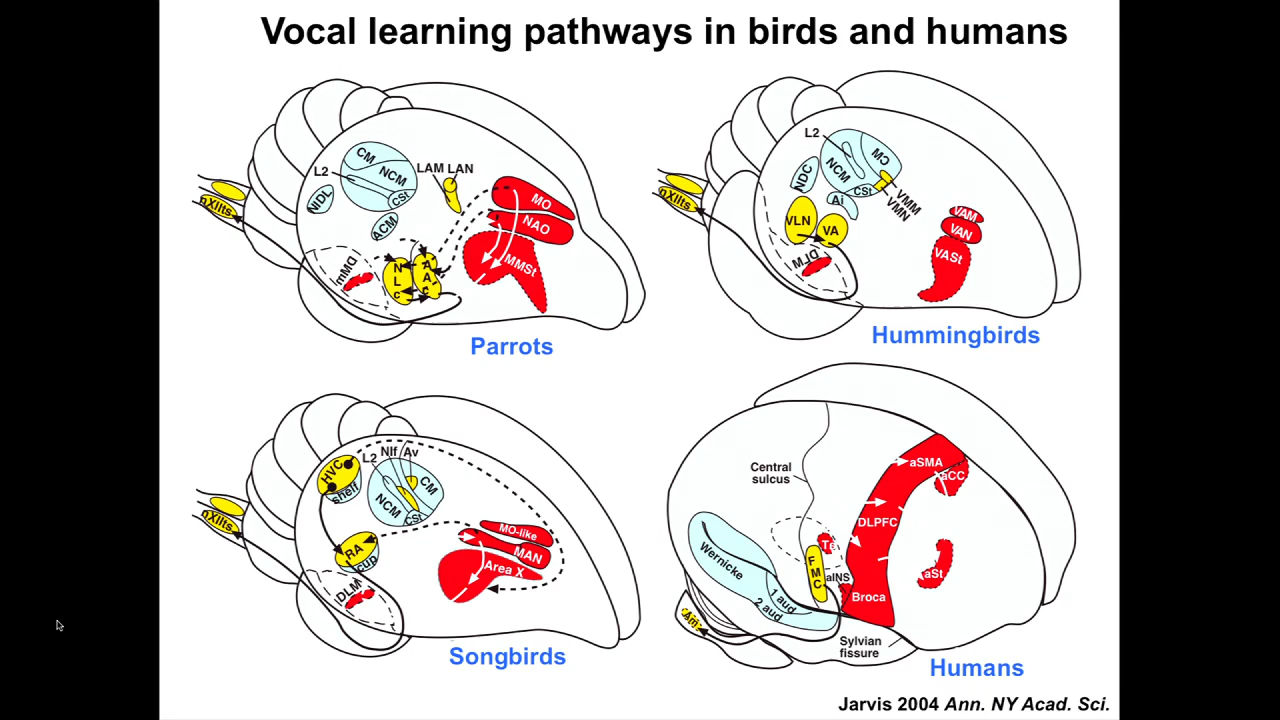 Vocal learning pathways in birds and humans
CM
L2
NCM
CSt
NIDL
ACM
LAM LAN
MO
NAO
MMSt
DMm
NLc
AAc
nXIIts
Parrots
L2
CM
NCM
CSt
NDC
Ai
VMM
VMN
VLN
VA
DLM
VAM
VAN
VASt
nXIIts
Hummingbirds
HVC
shelf
L2
NIf
Av
CM
NCM
CSt
RA
cup
DLM
MO-like
MAN
Area X
nXIIts
Songbirds
Central
sulcus
aSMA
aCC
DLPFC
FMC
aINS
aSt
Broca
Wernicke
1 aud
2 aud
Am
Sylvian
fissure
Humans
Jarvis 2004 Ann. NY Acad. Sci.